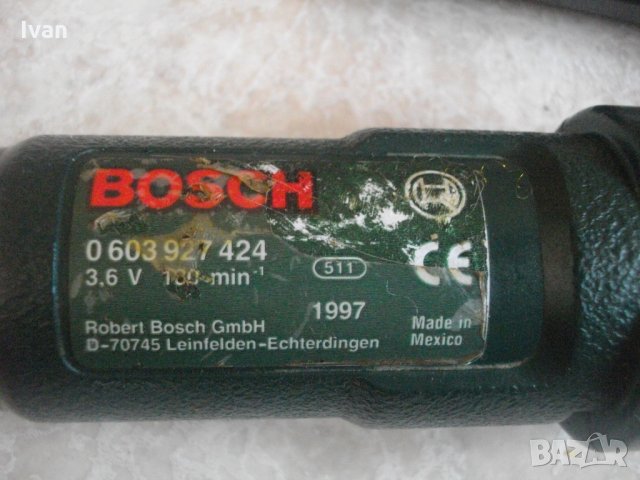 Ivan
BOSCH
0 603 927 424
3.6 V 180 min⁻¹
511
CE
1997
Robert Bosch GmbH
D-70745 Leinfelden-Echterdingen
Made in
Mexico
BAZAR